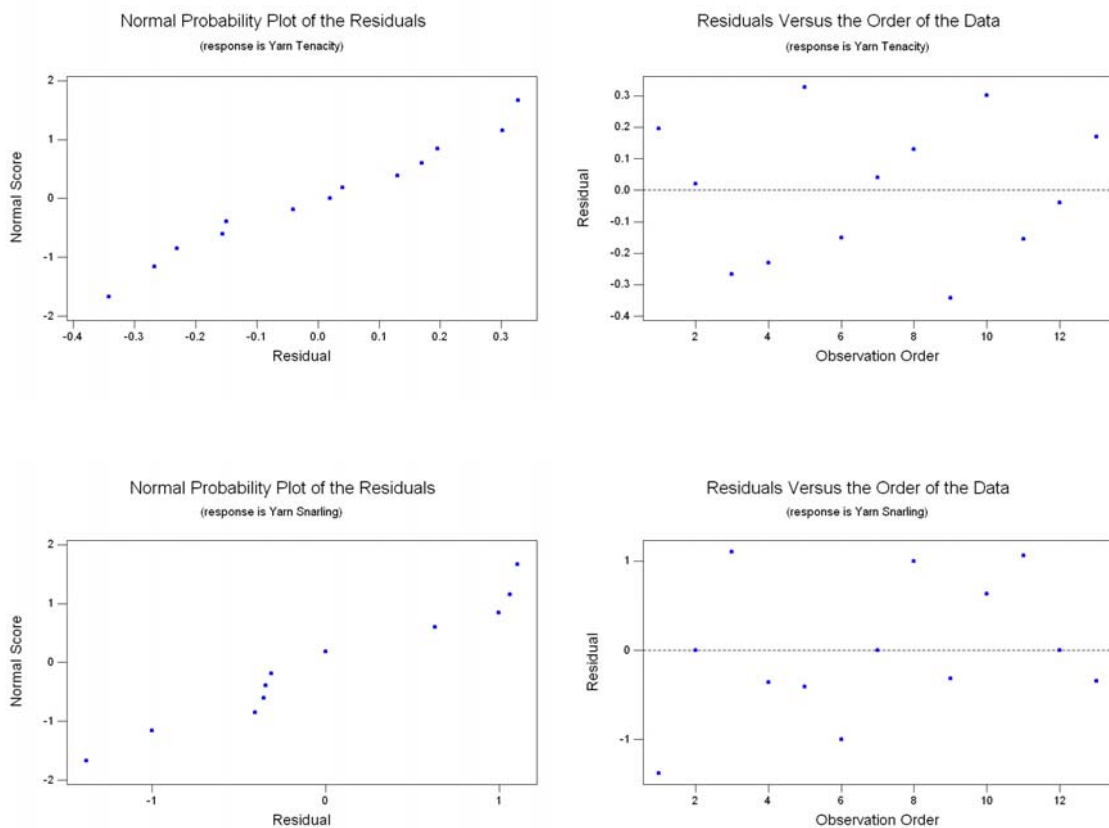 Normal Probability Plot of the Residuals
(response is Yarn Tenacity)
2
1
0
-1
-2
Normal Score
-0.4 -0.3 -0.2 -0.1 0.0 0.1 0.2 0.3
Residual
Residuals Versus the Order of the Data
(response is Yarn Tenacity)
0.3
0.2
0.1
0.0
-0.1
-0.2
-0.3
-0.4
Residual
2 4 6 8 10 12
Observation Order
Normal Probability Plot of the Residuals
(response is Yarn Snarling)
2
1
0
-1
-2
Normal Score
-1 0 1
Residual
Residuals Versus the Order of the Data
(response is Yarn Snarling)
1
0
-1
Residual
2 4 6 8 10 12
Observation Order